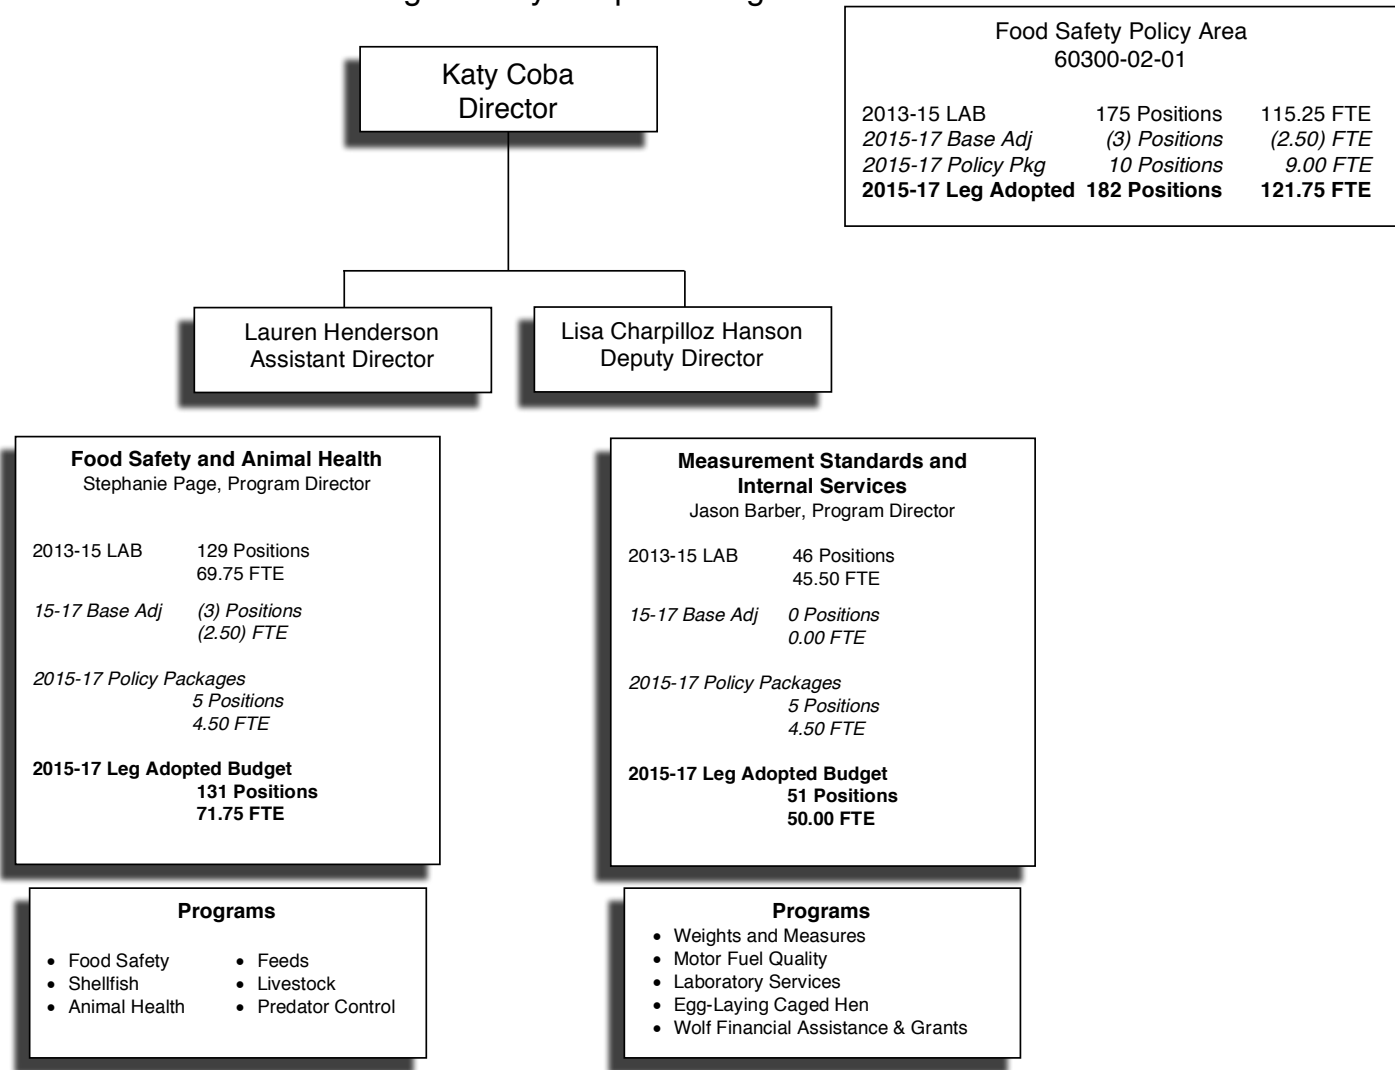 Katy Coba
Director
Food Safety Policy Area
60300-02-01
2013-15 LAB 175 Positions 115.25 FTE
2015-17 Base Adj (3) Positions (2.50) FTE
2015-17 Policy Pkg 10 Positions 9.00 FTE
2015-17 Leg Adopted 182 Positions 121.75 FTE
Lauren Henderson
Assistant Director
Lisa Charpilloz Hanson
Deputy Director
Food Safety and Animal Health
Stephanie Page, Program Director
2013-15 LAB 129 Positions
69.75 FTE
15-17 Base Adj (3) Positions
(2.50) FTE
2015-17 Policy Packages
5 Positions
4.50 FTE
2015-17 Leg Adopted Budget
131 Positions
71.75 FTE
Measurement Standards and
Internal Services
Jason Barber, Program Director
2013-15 LAB 46 Positions
45.50 FTE
15-17 Base Adj 0 Positions
0.00 FTE
2015-17 Policy Packages
5 Positions
4.50 FTE
2015-17 Leg Adopted Budget
51 Positions
50.00 FTE
Programs
• Food Safety • Feeds
• Shellfish • Livestock
• Animal Health • Predator Control
Programs
• Weights and Measures
• Motor Fuel Quality
• Laboratory Services
• Egg-Laying Caged Hen
• Wolf Financial Assistance & Grants